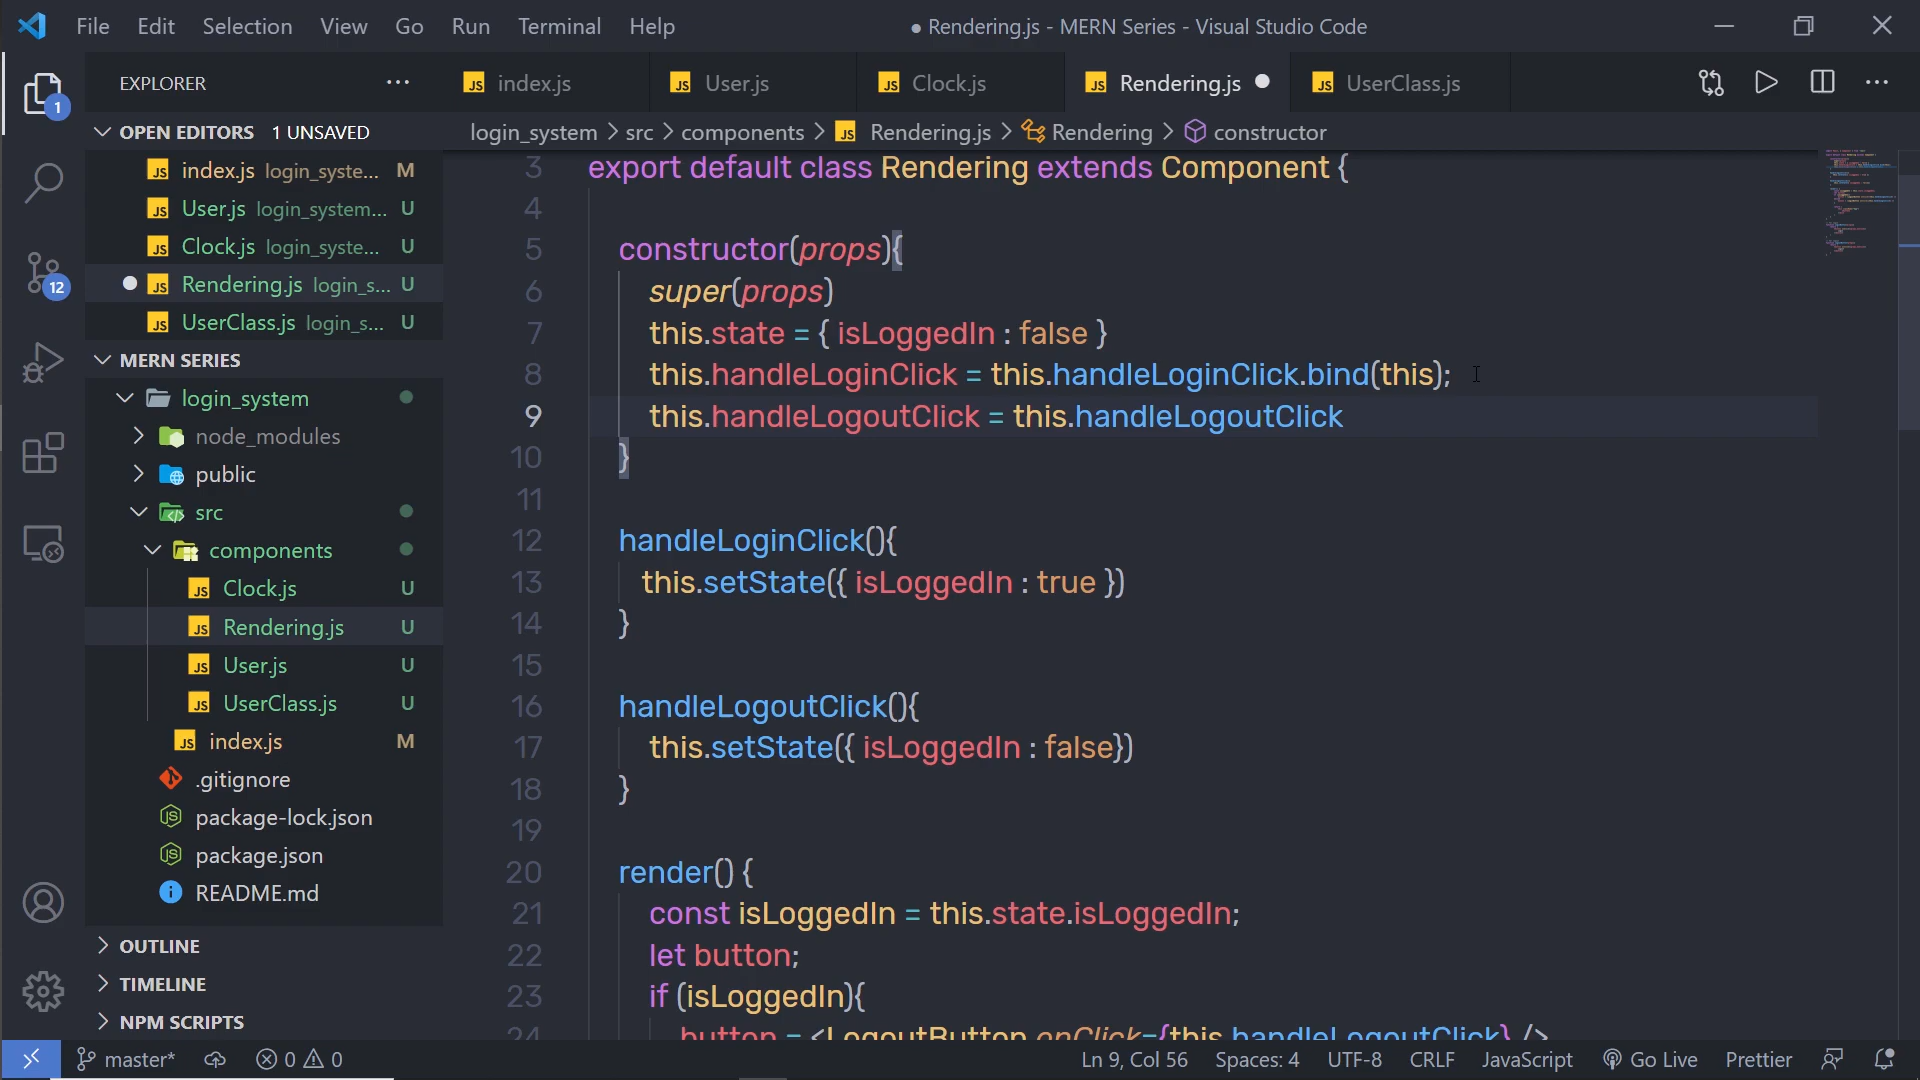 File Edit Selection View Go Run Terminal Help
● Rendering.js - MERN Series - Visual Studio Code
EXPLORER
index.js
User.js
Clock.js
Rendering.js
UserClass.js
OPEN EDITORS 1 UNSAVED
index.js login_syste... M
User.js login_system... U
Clock.js login_syste... U
Rendering.js login_s... U
UserClass.js login_s... U
MERN SERIES
login_system
node_modules
public
src
components
Clock.js U
Rendering.js U
User.js U
UserClass.js U
index.js M
.gitignore
package-lock.json
package.json
README.md
OUTLINE
TIMELINE
NPM SCRIPTS
1
12
login_system > src > components > Rendering.js > Rendering > constructor
3 export default class Rendering extends Component {
4
5 constructor(props){
6 super(props)
7 this.state = { isLoggedIn : false }
8 this.handleLoginClick = this.handleLoginClick.bind(this);
9 this.handleLogoutClick = this.handleLogoutClick
10 }
11
12 handleLoginClick(){
13 this.setState({ isLoggedIn : true })
14 }
15
16 handleLogoutClick(){
17 this.setState({ isLoggedIn : false})
18 }
19
20 render() {
21 const isLoggedIn = this.state.isLoggedIn;
22 let button;
23 if (isLoggedIn){
24 button = <LogoutButton onClick={this.handleLogoutClick} />
master* 0 0
Ln 9, Col 56 Spaces: 4 UTF-8 CRLF JavaScript Go Live Prettier